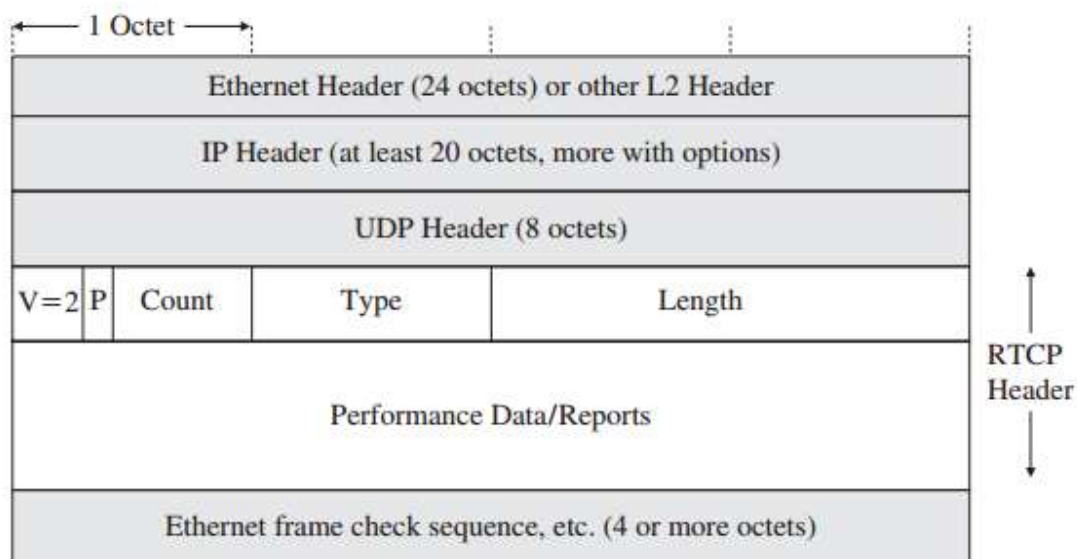 1 Octet
Ethernet Header (24 octets) or other L2 Header
IP Header (at least 20 octets, more with options)
UDP Header (8 octets)
V=2 P Count Type Length
RTCP
Header
Performance Data/Reports
Ethernet frame check sequence, etc. (4 or more octets)